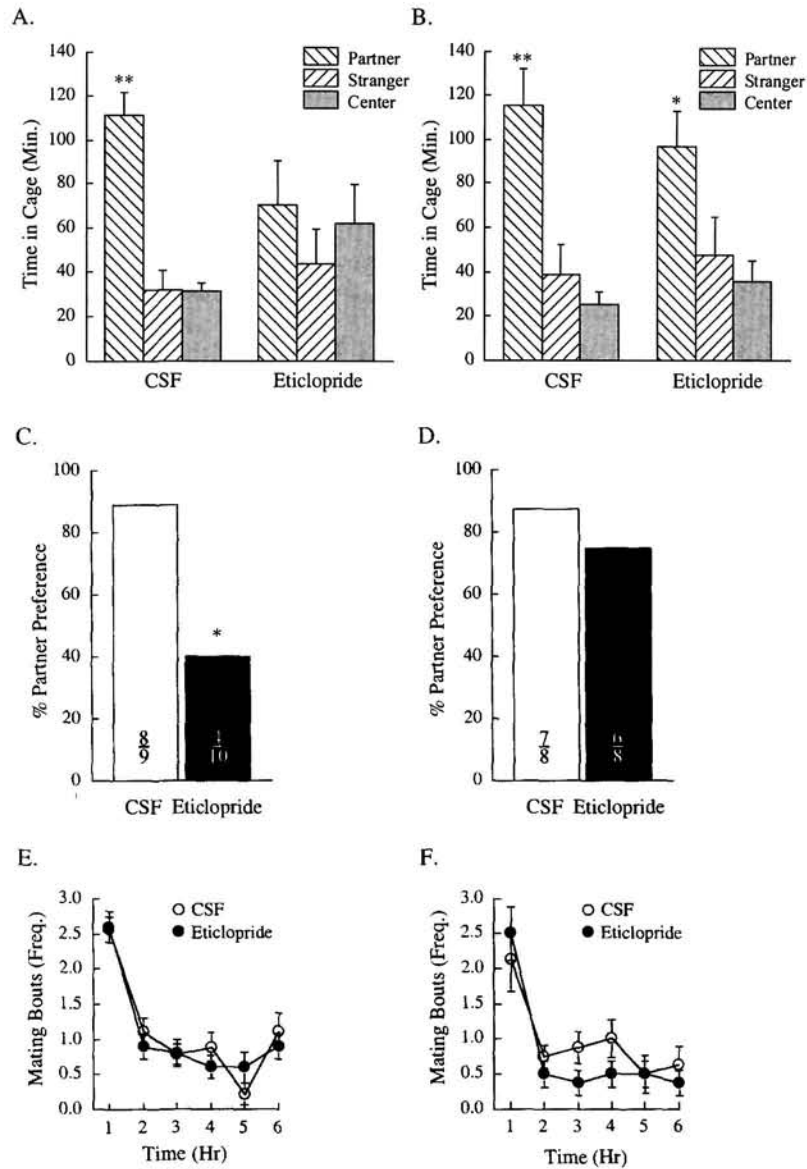 A.
140
120
100
80
60
40
20
0
Time in Cage (Min.)
**
Partner
Stranger
Center
CSF
Eticlopride
B.
140
120
100
80
60
40
20
0
Time in Cage (Min.)
**
*
Partner
Stranger
Center
CSF
Eticlopride
C.
100
80
60
40
20
0
% Partner Preference
*
8
9
10
CSF Eticlopride
D.
100
80
60
40
20
0
% Partner Preference
7
8
6
8
CSF Eticlopride
E.
3.0
2.5
2.0
1.5
1.0
0.5
0.0
Mating Bouts (Freq.)
CSF
Eticlopride
1 2 3 4 5 6
Time (Hr)
F.
3.0
2.5
2.0
1.5
1.0
0.5
0.0
Mating Bouts (Freq.)
CSF
Eticlopride
1 2 3 4 5 6
Time (Hr)